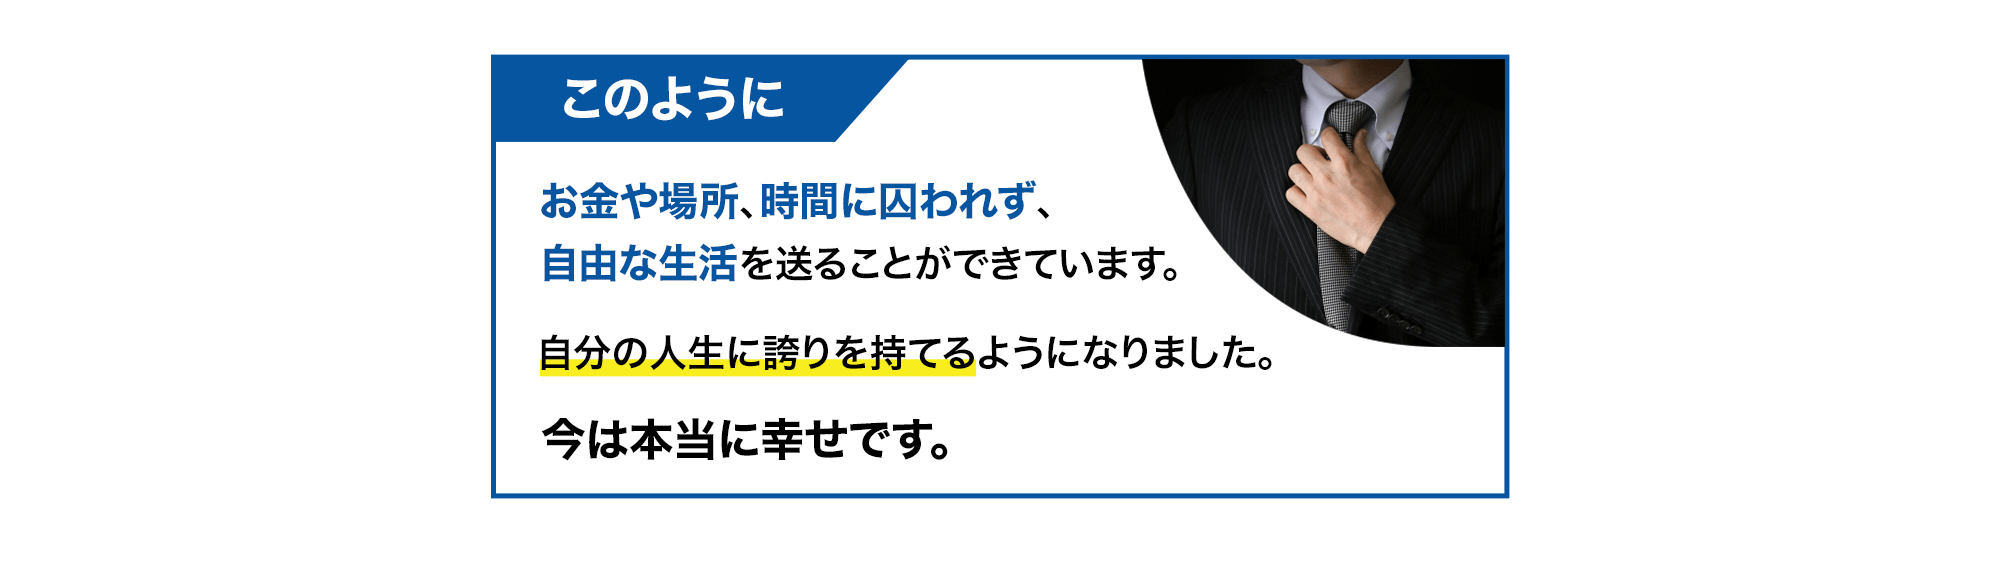 このように
お金や場所、時間に囚われず、
自由な生活を送ることができています。
自分の人生に誇りを持てるようになりました。
今は本当に幸せです。